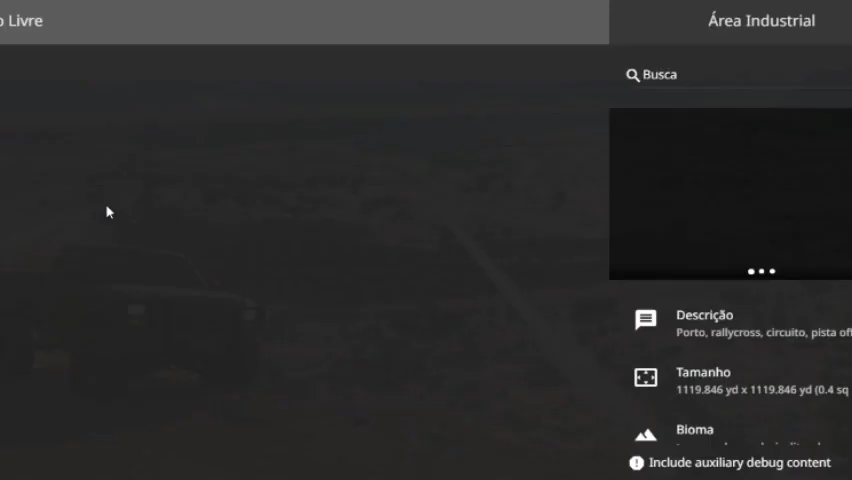 o Livre
Área Industrial
Busca
Descrição
Porto, rallycross, circuito, pista off
Tamanho
1119.846 yd x 1119.846 yd (0.4 sq
Bioma
Include auxiliary debug content